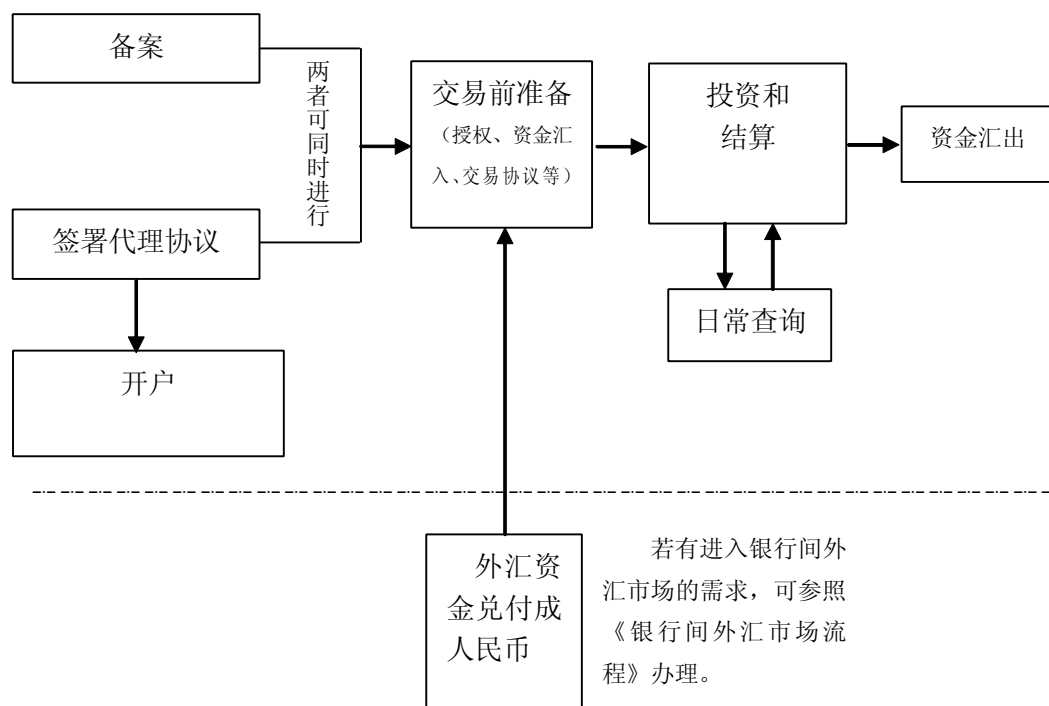 备案
两者可同时进行
签署代理协议
开户
交易前准备
（授权、资金汇
入、交易协议等）
投资和
结算
资金汇出
日常查询
外汇资
金兑付成
人民币
若有进入银行间外
汇市场的需求，可参照
《银行间外汇市场流
程》办理。